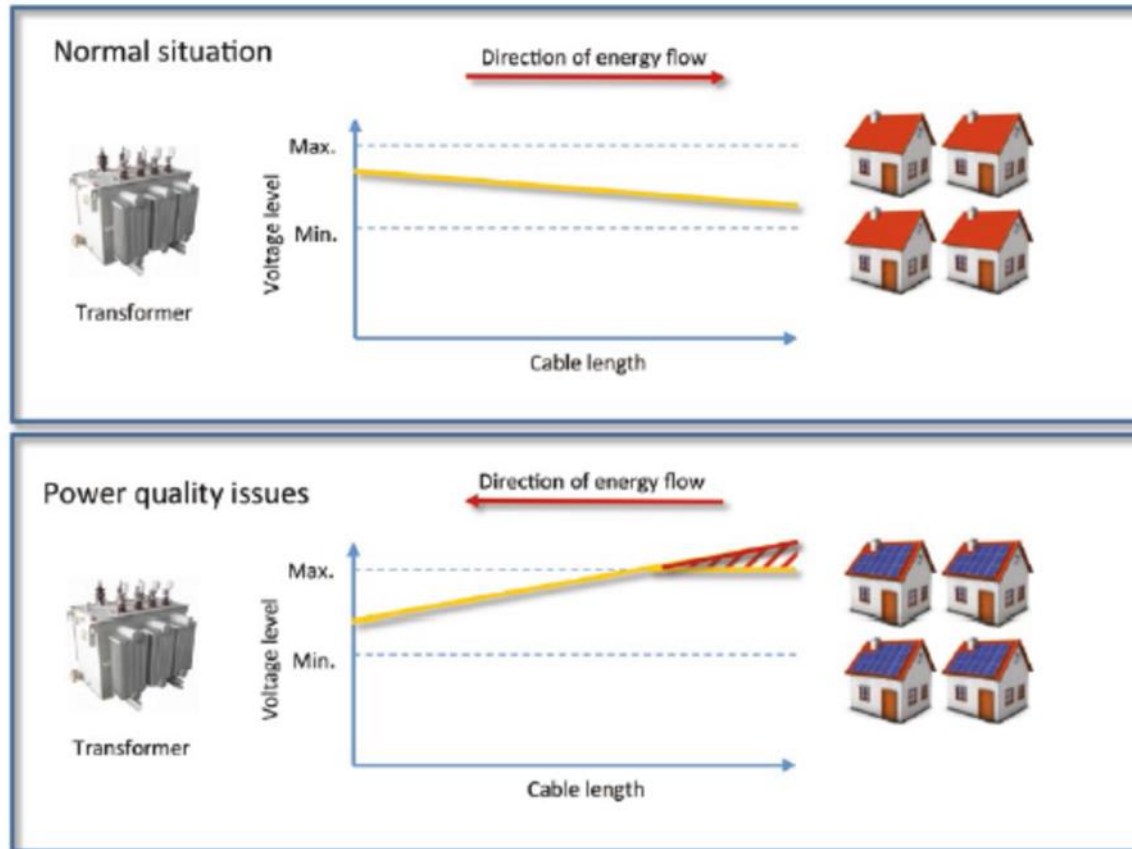 Normal situation
Direction of energy flow
Max.
Voltage level
Min.
Transformer
Cable length
Power quality issues
Direction of energy flow
Max.
Voltage level
Min.
Transformer
Cable length